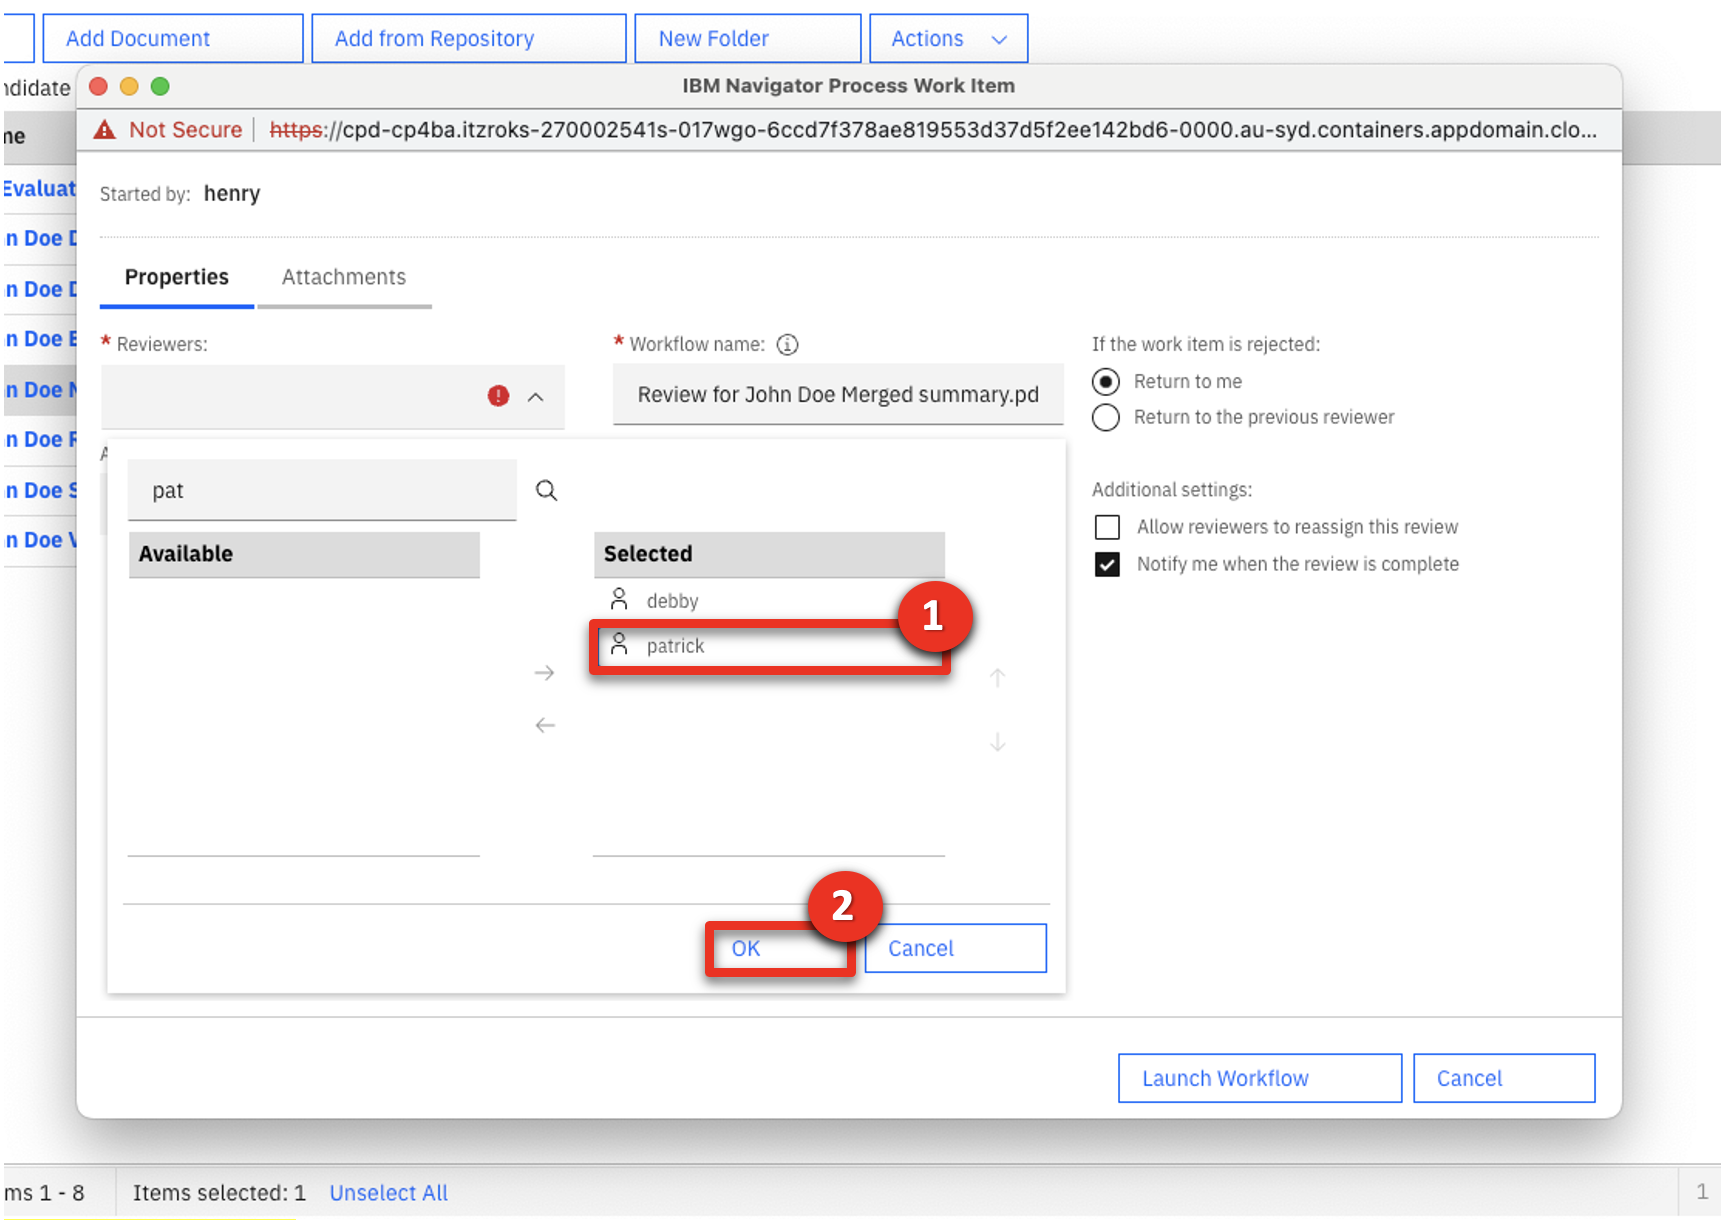 Add Document
Add from Repository
New Folder
Actions
ndidate
IBM Navigator Process Work Item
Not Secure
https://cpd-cp4ba.itzroks-270002541s-017wgo-6ccd7f378ae819553d37d5f2ee142bd6-0000.au-syd.containers.appdomain.clo...
me
Evaluat
Started by: henry
n Doe D
Properties
Attachments
n Doe D
* Reviewers:
* Workflow name:
If the work item is rejected:
n Doe E
Return to me
n Doe M
Review for John Doe Merged summary.pd
Return to the previous reviewer
n Doe R
A
pat
Additional settings:
n Doe S
Allow reviewers to reassign this review
n Doe V
Available
Selected
Notify me when the review is complete
debby
1
patrick
2
OK
Cancel
Launch Workflow
Cancel
ms 1 - 8
Items selected: 1
Unselect All
1